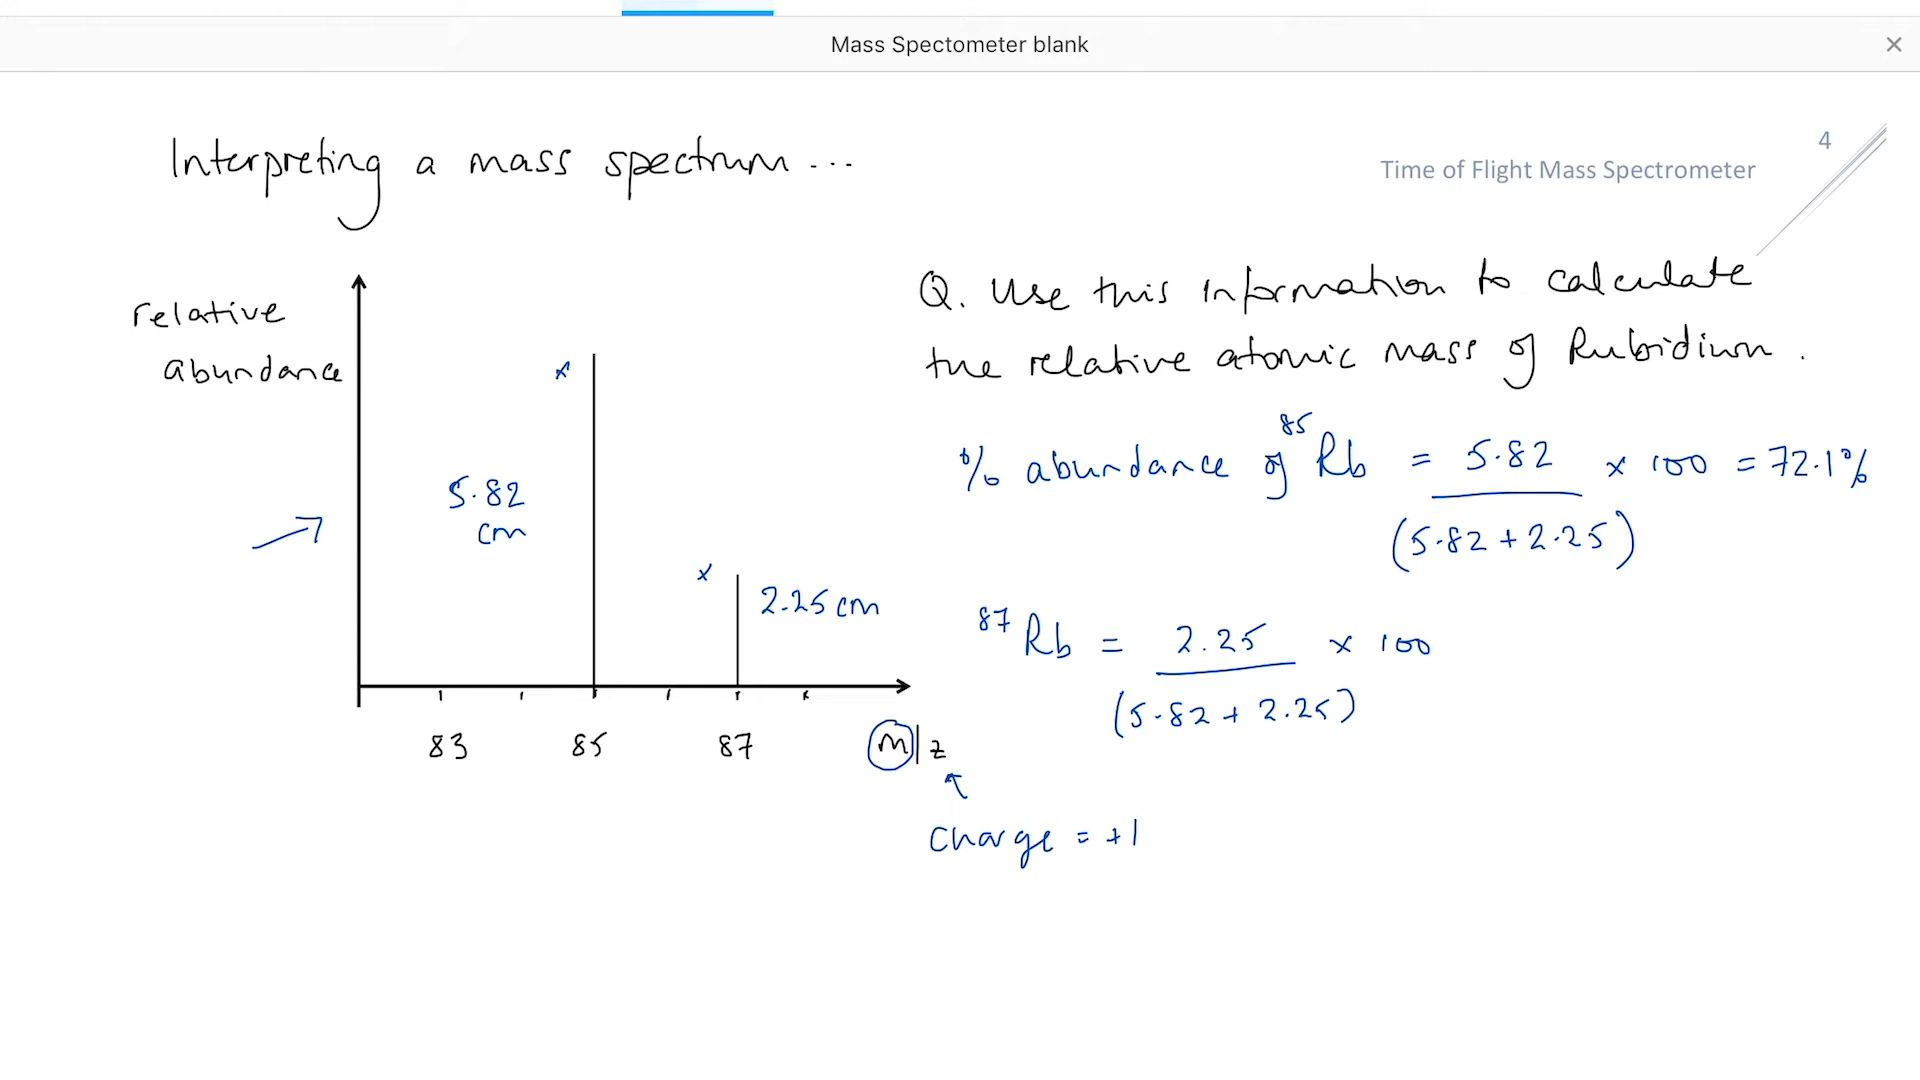 Mass Spectometer blank
Interpreting a mass spectrum ...
4
Time of Flight Mass Spectrometer
relative
abundance
x
5.82
cm
x
2.25 cm
83 85 87 m/z
Charge = +1
Q. Use this information to calculate
the relative atomic mass of Rubidium.
% abundance of ⁸⁵Rb = 5.82 x 100 = 72.1%
(5.82 + 2.25)
⁸⁷Rb = 2.25 x 100
(5.82 + 2.25)